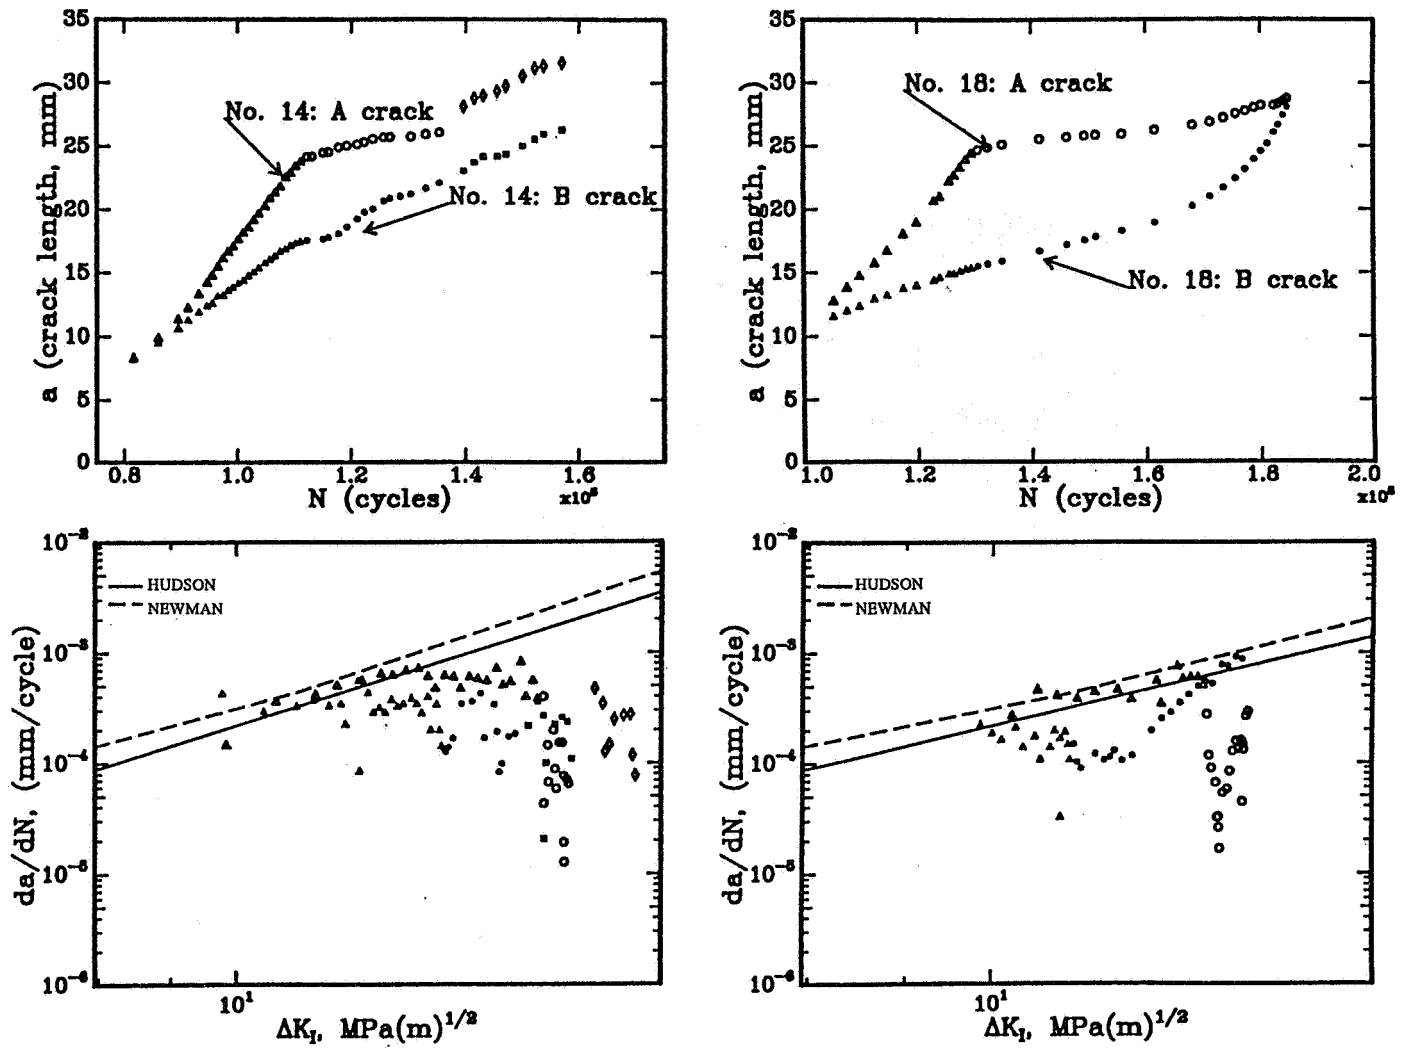 35
30
25
20
15
10
5
0
a (crack length, mm)
No. 14: A crack
No. 14: B crack
0.8 1.0 1.2 1.4 1.6
N (cycles)
35
30
25
20
15
10
5
0
a (crack length, mm)
No. 18: A crack
No. 18: B crack
1.0 1.2 1.4 1.6 1.8 2.0
N (cycles)
10⁻²
10⁻³
10⁻⁴
10⁻⁵
10⁻⁶
da/dN, (mm/cycle)
HUDSON
NEWMAN
10¹
ΔK_I, MPa(m)^1/2
10⁻²
10⁻³
10⁻⁴
10⁻⁵
10⁻⁶
da/dN, (mm/cycle)
HUDSON
NEWMAN
10¹
ΔK_I, MPa(m)^1/2